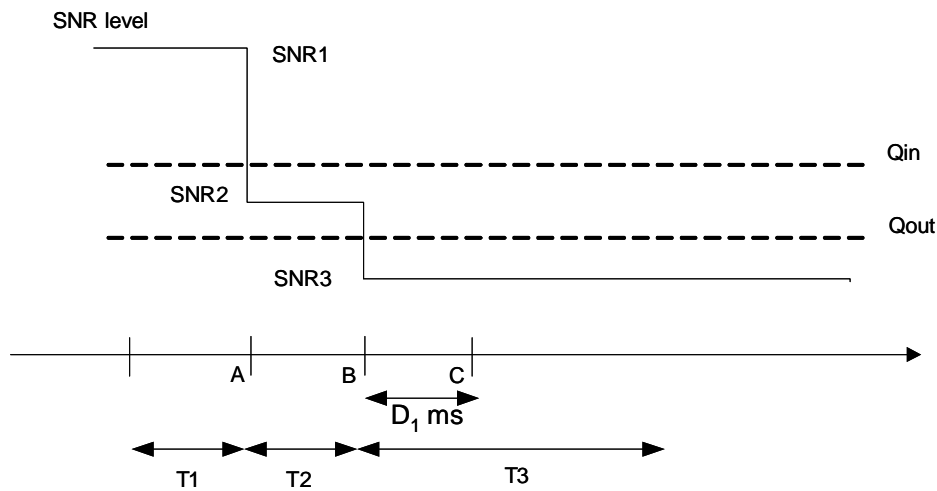 SNR level
SNR1
Qin
SNR2
Qout
SNR3
A B C
D₁ ms
T1 T2 T3